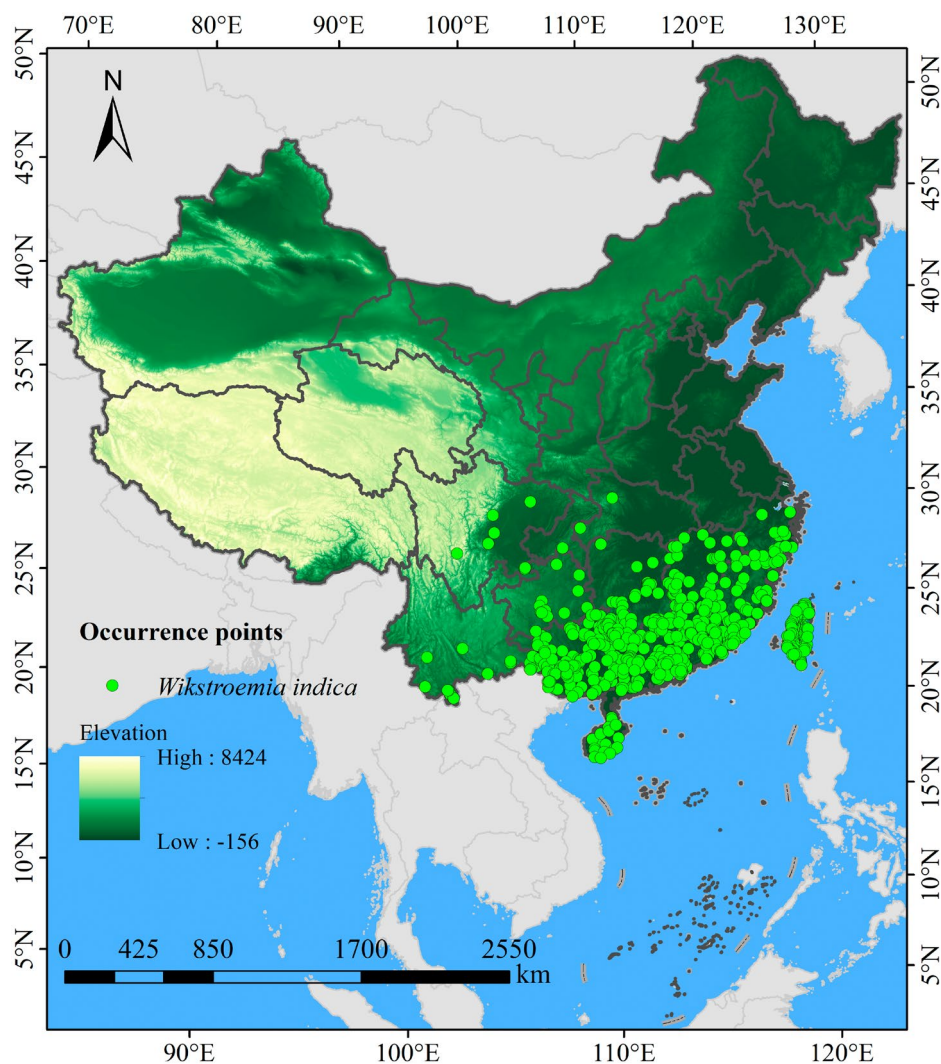 70°E 80°E 90°E 100°E 110°E 120°E 130°E
N
50°N
45°N
40°N
35°N
30°N
25°N
20°N
15°N
10°N
5°N
50°N
45°N
40°N
35°N
30°N
25°N
20°N
15°N
10°N
5°N
Occurrence points
Wikstroemia indica
Elevation
High : 8424
Low : -156
0 425 850 1700 2550
km
90°E 100°E 110°E 120°E